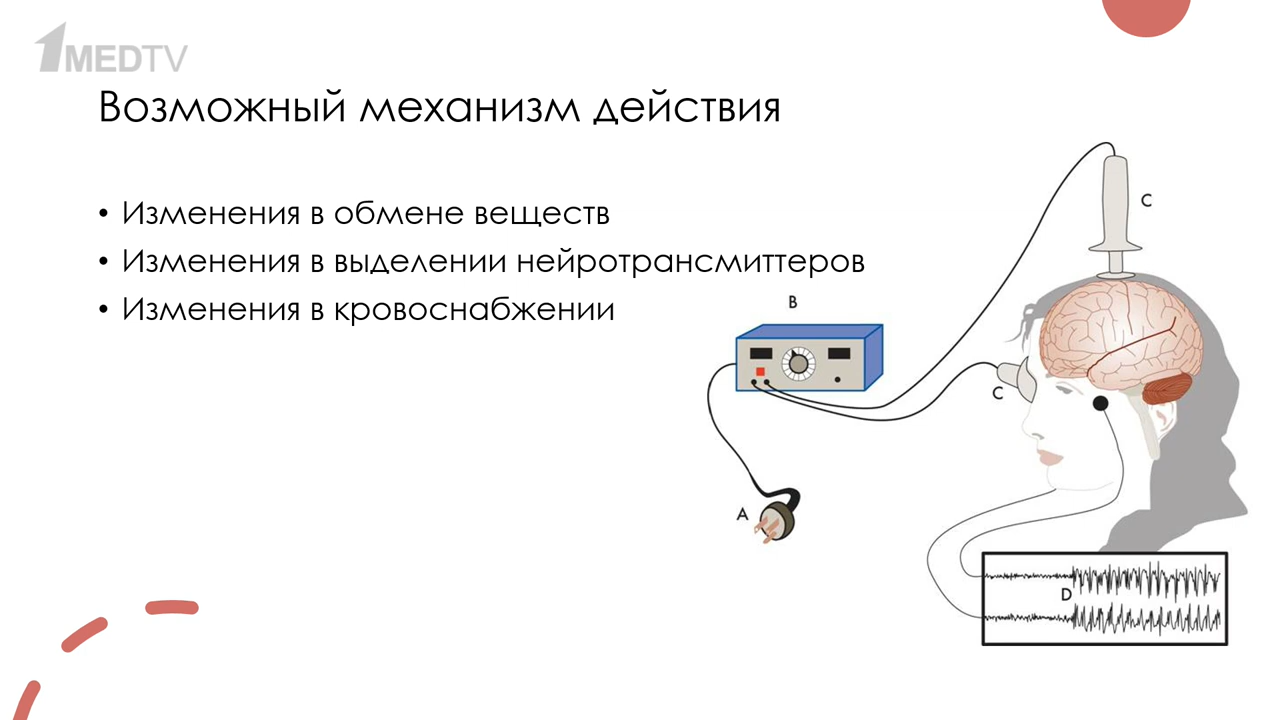 1MEDTV
Возможный механизм действия
• Изменения в обмене веществ
• Изменения в выделении нейротрансмиттеров
• Изменения в кровоснабжении
C
B
C
A
D